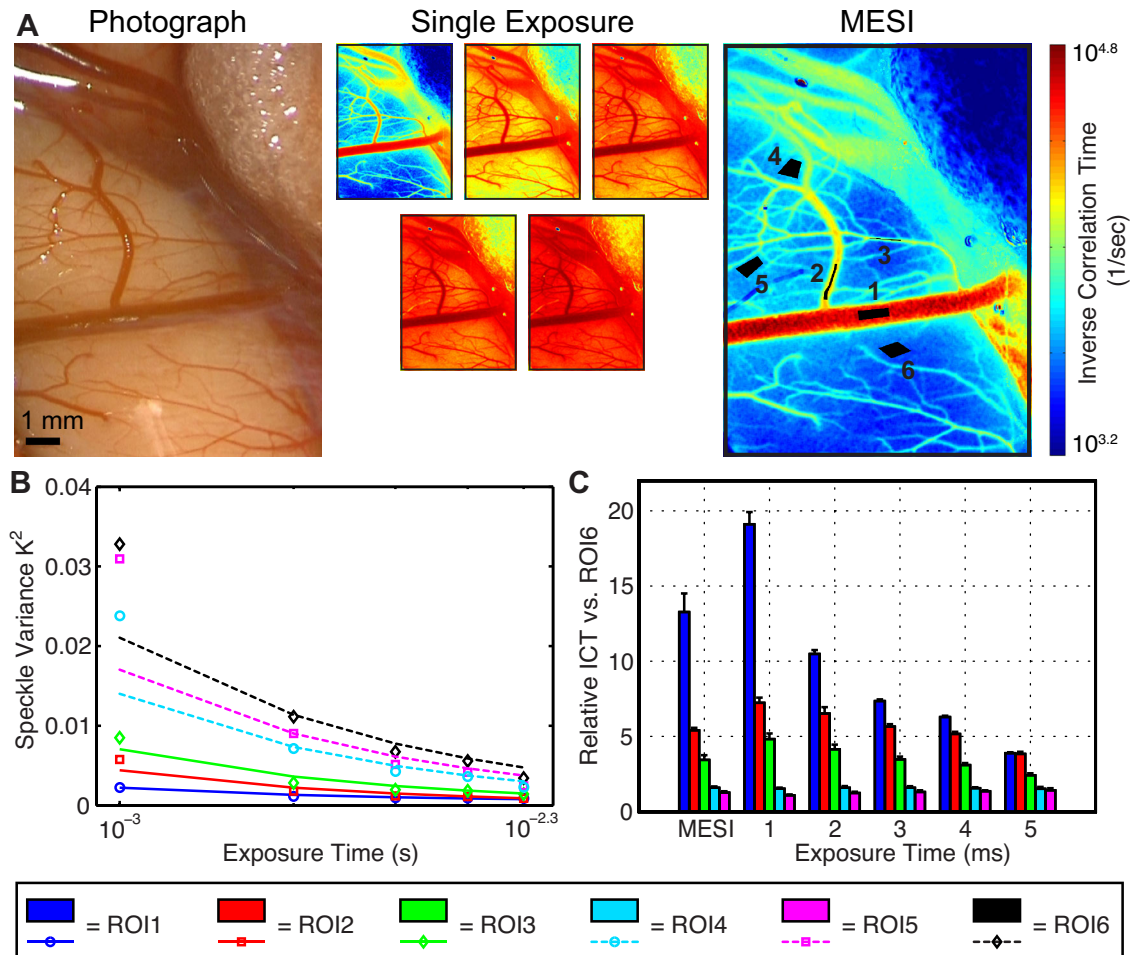 A
Photograph
Single Exposure
MESI
1 mm
4
3
2
5
1
6
10^4.8
Inverse Correlation Time
(1/sec)
10^3.2
B
0.04
0.03
0.02
0.01
0
Speckle Variance K^2
10^-3
10^-2.3
Exposure Time (s)
C
20
15
10
5
0
Relative ICT vs. ROI6
MESI 1 2 3 4 5
Exposure Time (ms)
= ROI1 = ROI2 = ROI3 = ROI4 = ROI5 = ROI6